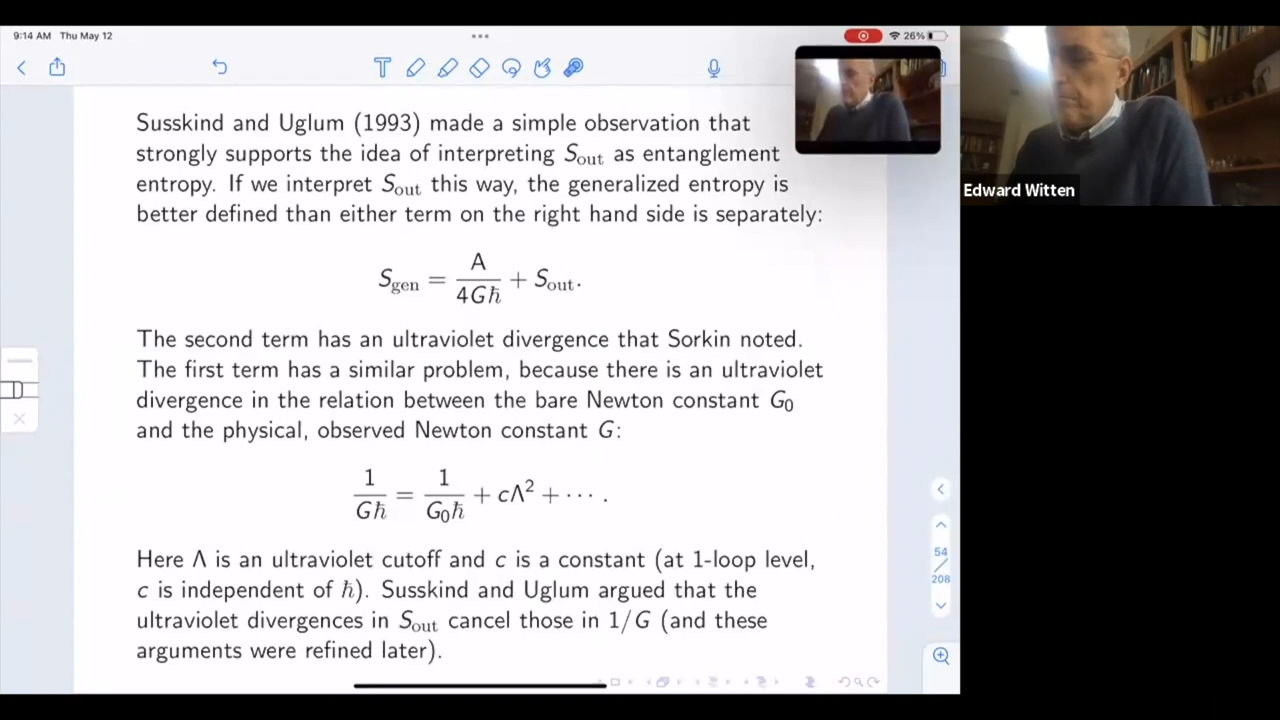 9:14 AM Thu May 12
26%
Susskind and Uglum (1993) made a simple observation that
strongly supports the idea of interpreting S_out as entanglement
entropy. If we interpret S_out this way, the generalized entropy is
better defined than either term on the right hand side is separately:
S_gen = A/4Għ + S_out.
The second term has an ultraviolet divergence that Sorkin noted.
The first term has a similar problem, because there is an ultraviolet
divergence in the relation between the bare Newton constant G₀
and the physical, observed Newton constant G:
1/Għ = 1/G₀ħ + cΛ² + ··· .
Here Λ is an ultraviolet cutoff and c is a constant (at 1-loop level,
c is independent of ħ). Susskind and Uglum argued that the
ultraviolet divergences in S_out cancel those in 1/G (and these
arguments were refined later).
54
/
208
Edward Witten